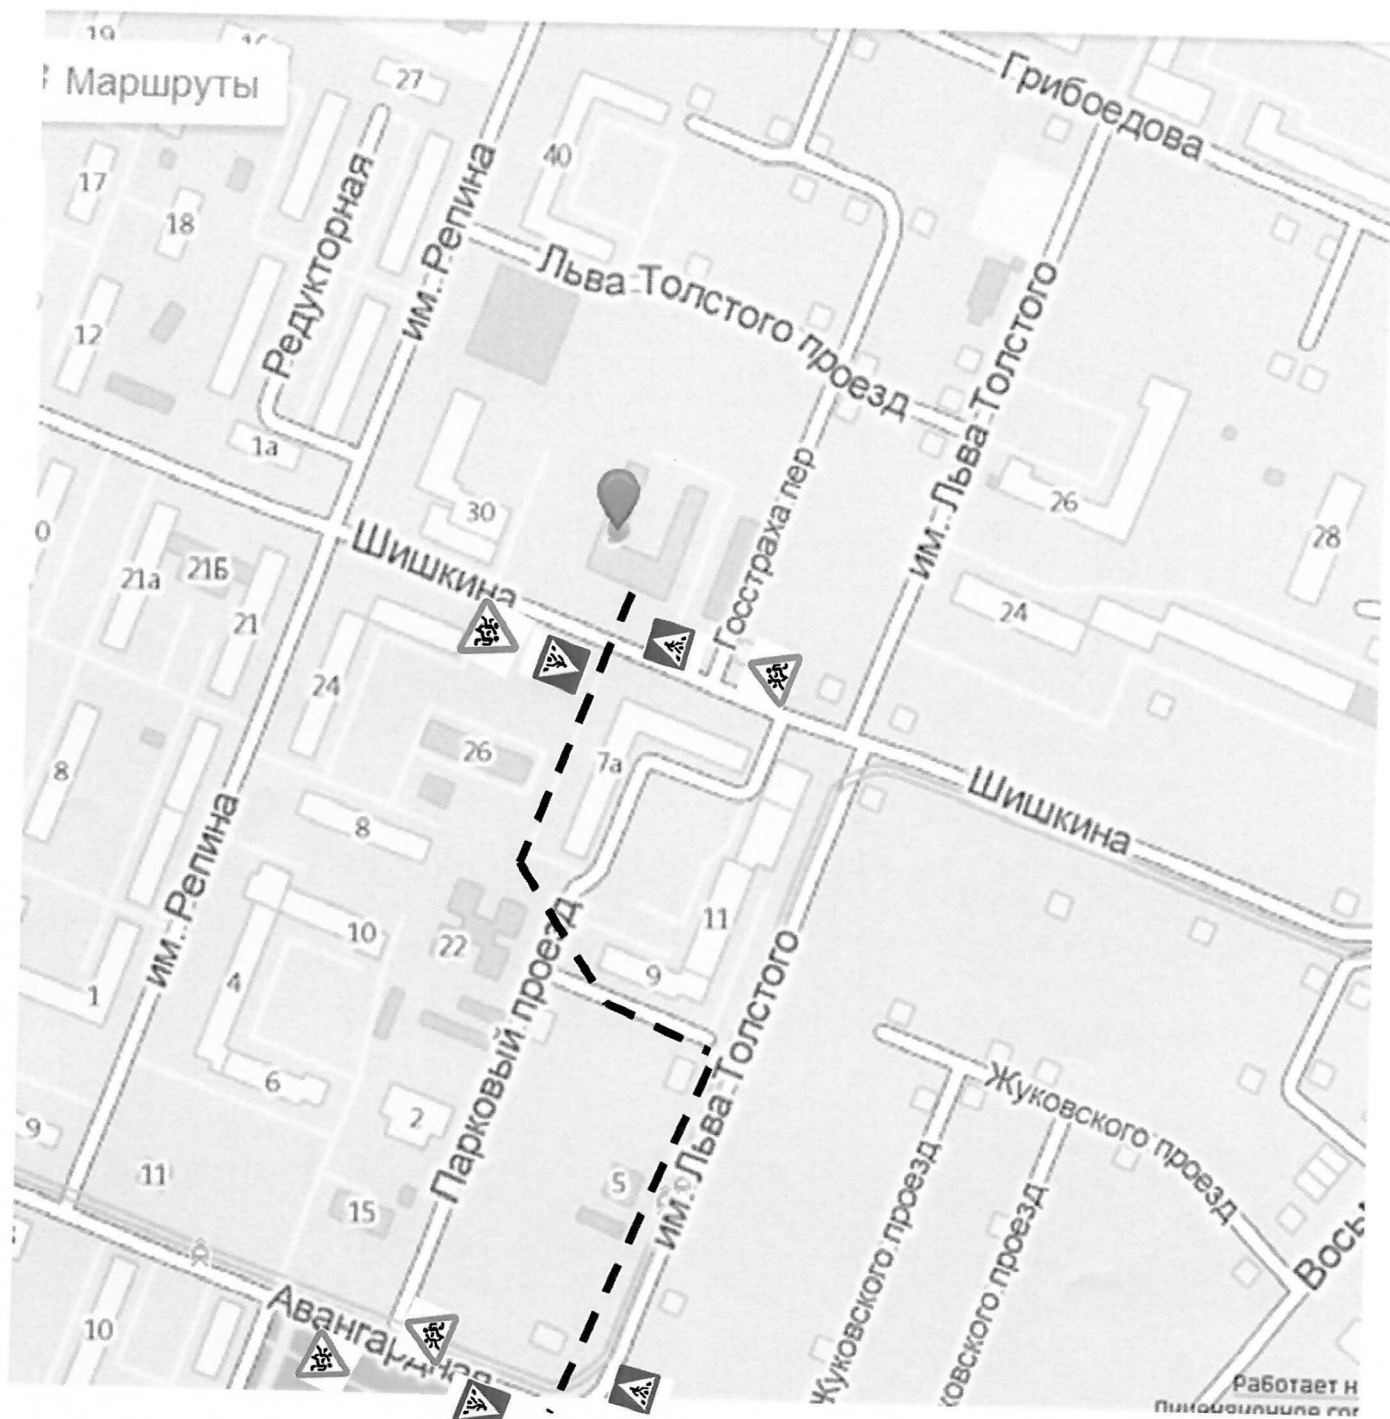 19
Маршруты
27
Грибоедова
40
17
18
Редукторная
им. Репина
Льва Толстого проезд
им. Льва Толстого
12
1а
30
26
28
Шишкина
Госстраха пер
0
21а
21Б
21
24
24
26
7а
8
8
Шишкина
им. Репина
10
22
11
9
4
1
Парковый проезд
им. Льва Толстого
6
2
Жуковского проезд
9
11
15
5
Жуковского проезд
ковского проезд
Вось
Авангардная
10
Работает н